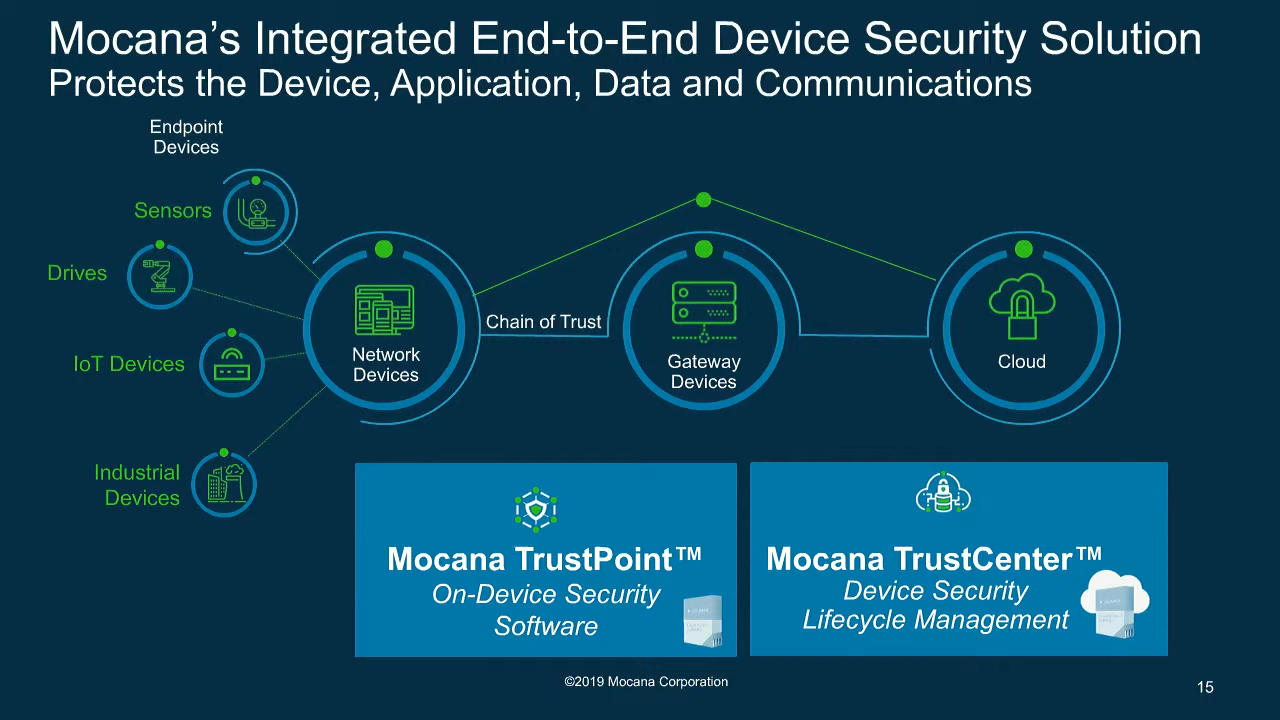 Mocana’s Integrated End-to-End Device Security Solution
Protects the Device, Application, Data and Communications
Endpoint
Devices
Sensors
Drives
IoT Devices
Industrial
Devices
Network
Devices
Chain of Trust
Gateway
Devices
Cloud
Mocana TrustPoint™
On-Device Security
Software
Mocana TrustCenter™
Device Security
Lifecycle Management
©2019 Mocana Corporation
15